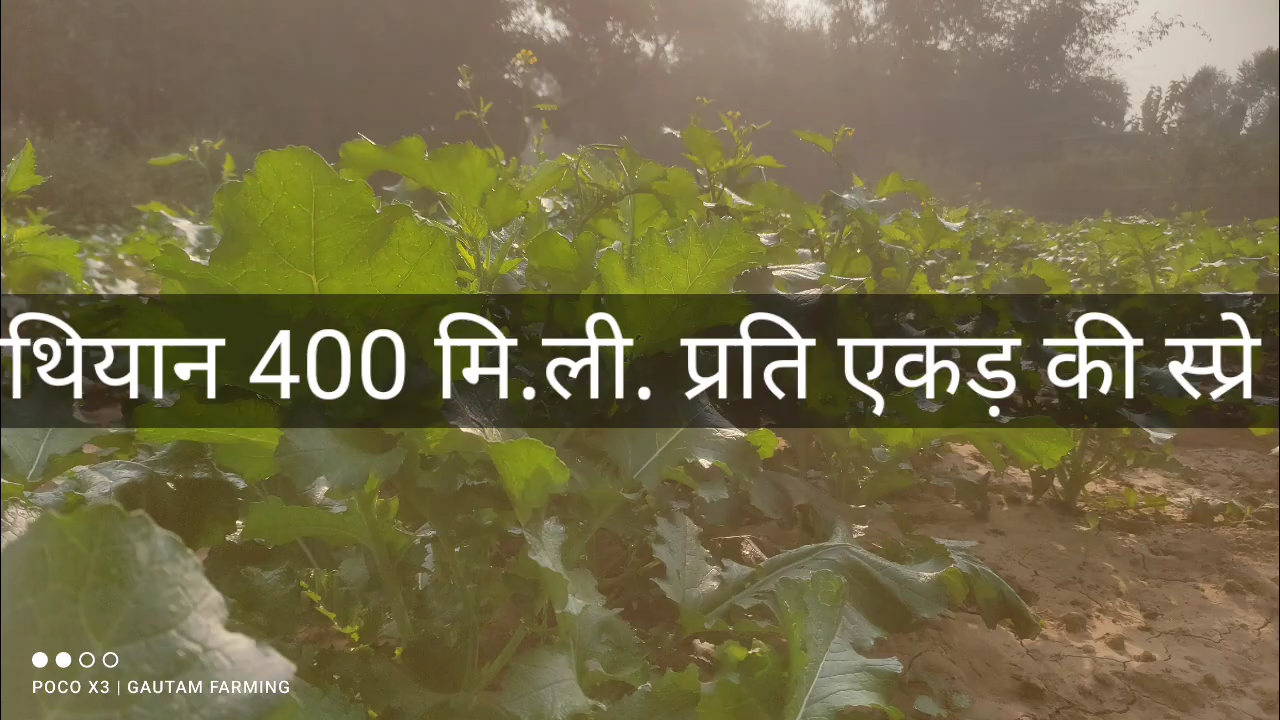 थियान 400 मि.ली. प्रति एकड़ की स्प्रे
POCO X3 | GAUTAM FARMING